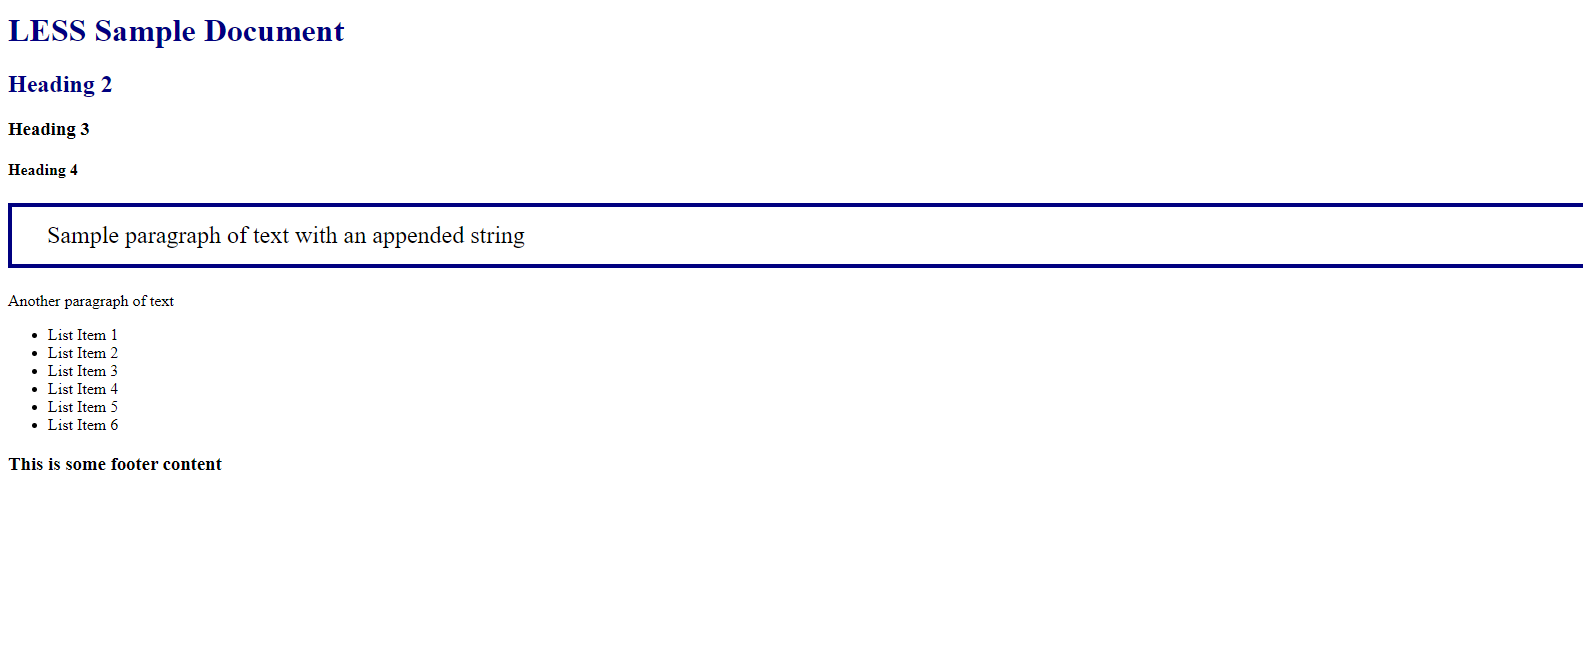 LESS Sample Document
Heading 2
Heading 3
Heading 4
Sample paragraph of text with an appended string
Another paragraph of text
• List Item 1
• List Item 2
• List Item 3
• List Item 4
• List Item 5
• List Item 6
This is some footer content